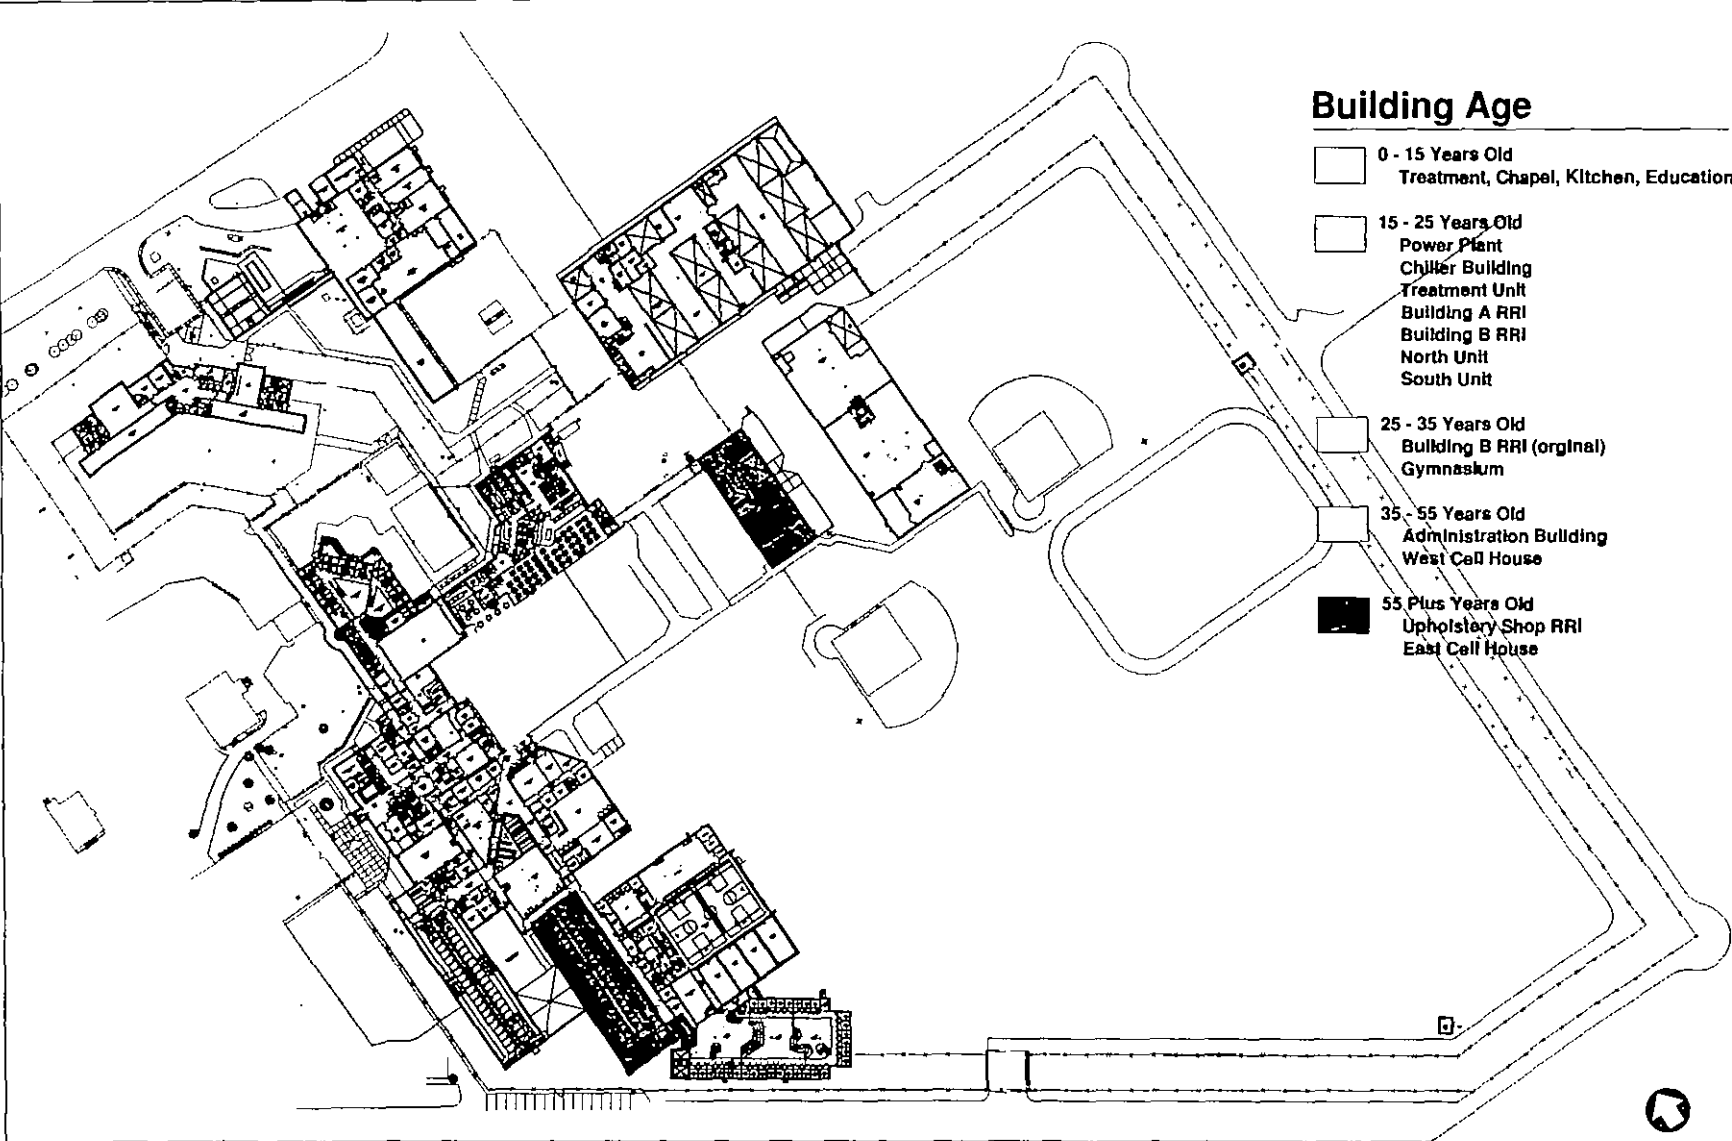 Building Age
0 - 15 Years Old
Treatment, Chapel, Kitchen, Education
15 - 25 Years Old
Power Plant
Chiller Building
Treatment Unit
Building A RRI
Building B RRI
North Unit
South Unit
25 - 35 Years Old
Building B RRI (orginal)
Gymnasium
35 - 55 Years Old
Administration Building
West Cell House
55 Plus Years Old
Upholstery Shop RRI
East Cell House